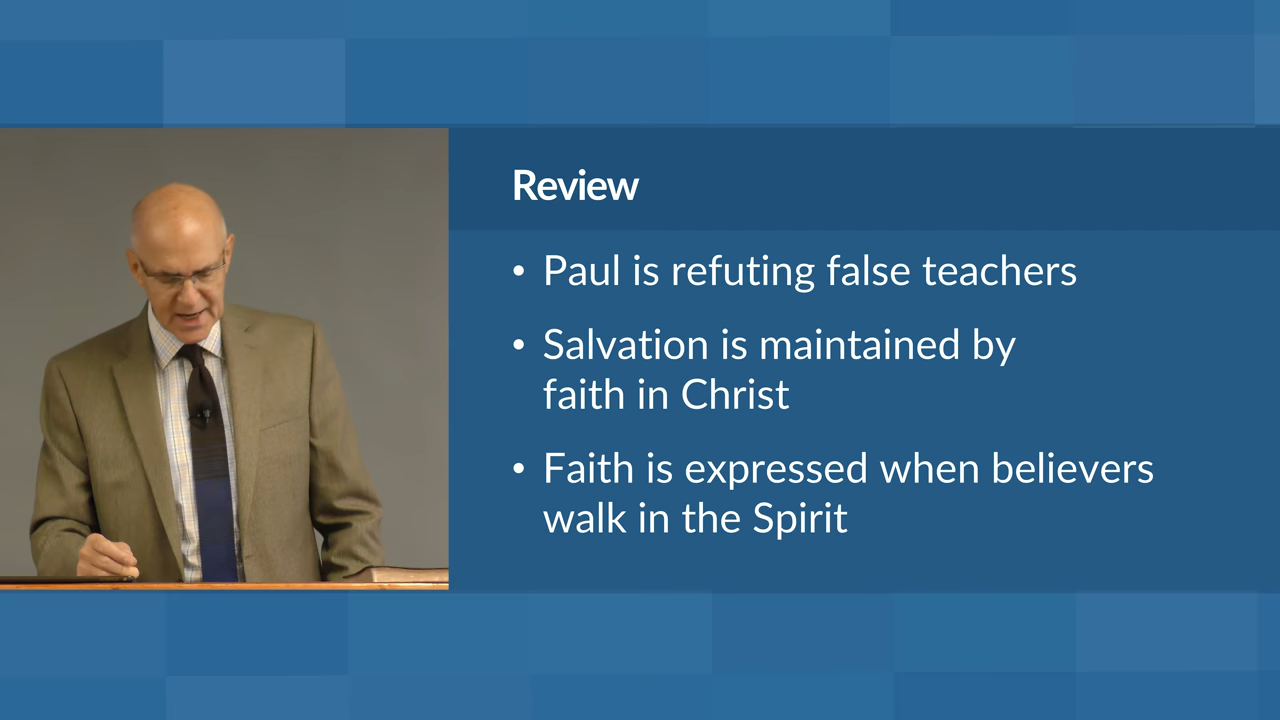 Review
• Paul is refuting false teachers
• Salvation is maintained by
faith in Christ
• Faith is expressed when believers
walk in the Spirit